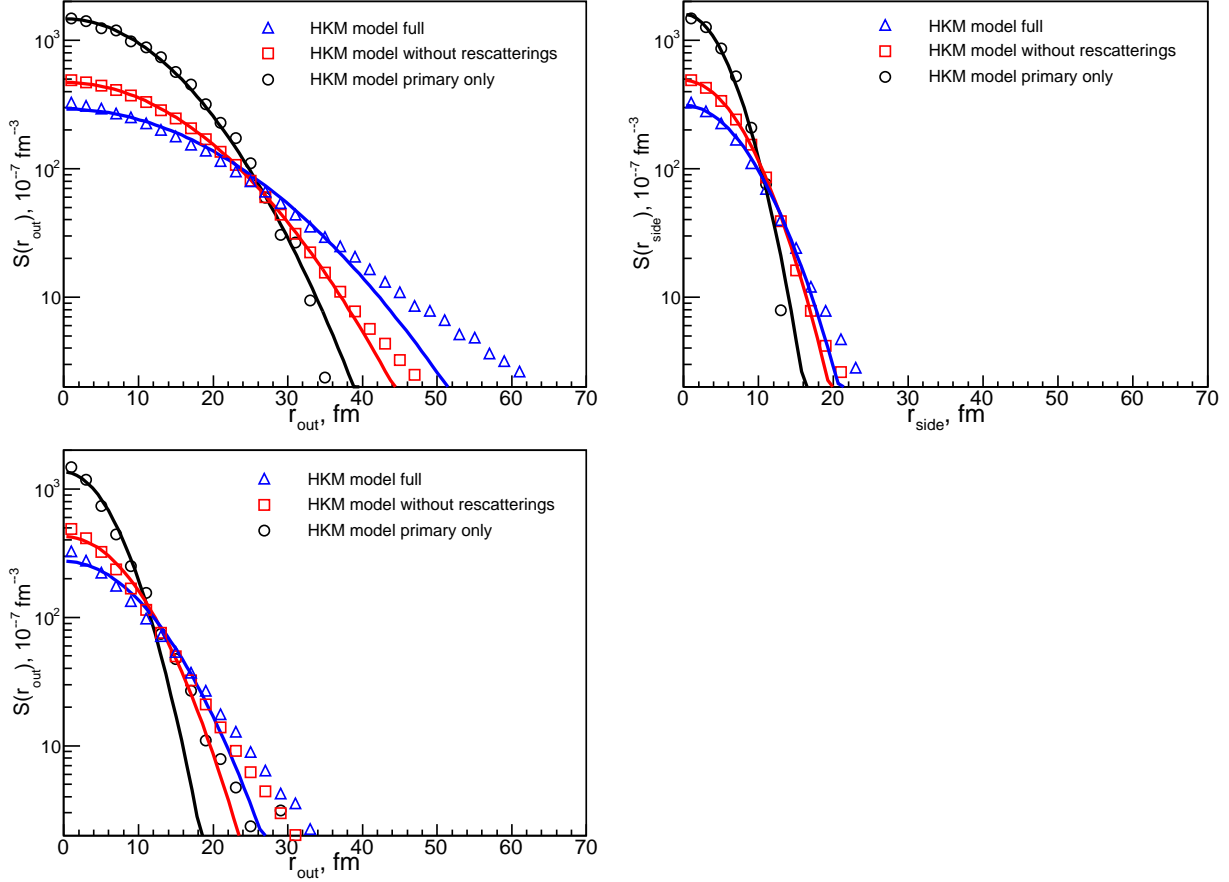 HKM model full
HKM model without rescatterings
HKM model primary only
S(r_out), 10^−7 fm^−3
10^3
10^2
10
0 10 20 30 40 50 60 70
r_out, fm
HKM model full
HKM model without rescatterings
HKM model primary only
S(r_side), 10^−7 fm^−3
10^3
10^2
10
0 10 20 30 40 50 60 70
r_side, fm
HKM model full
HKM model without rescatterings
HKM model primary only
S(r_out), 10^−7 fm^−3
10^3
10^2
10
0 10 20 30 40 50 60 70
r_out, fm